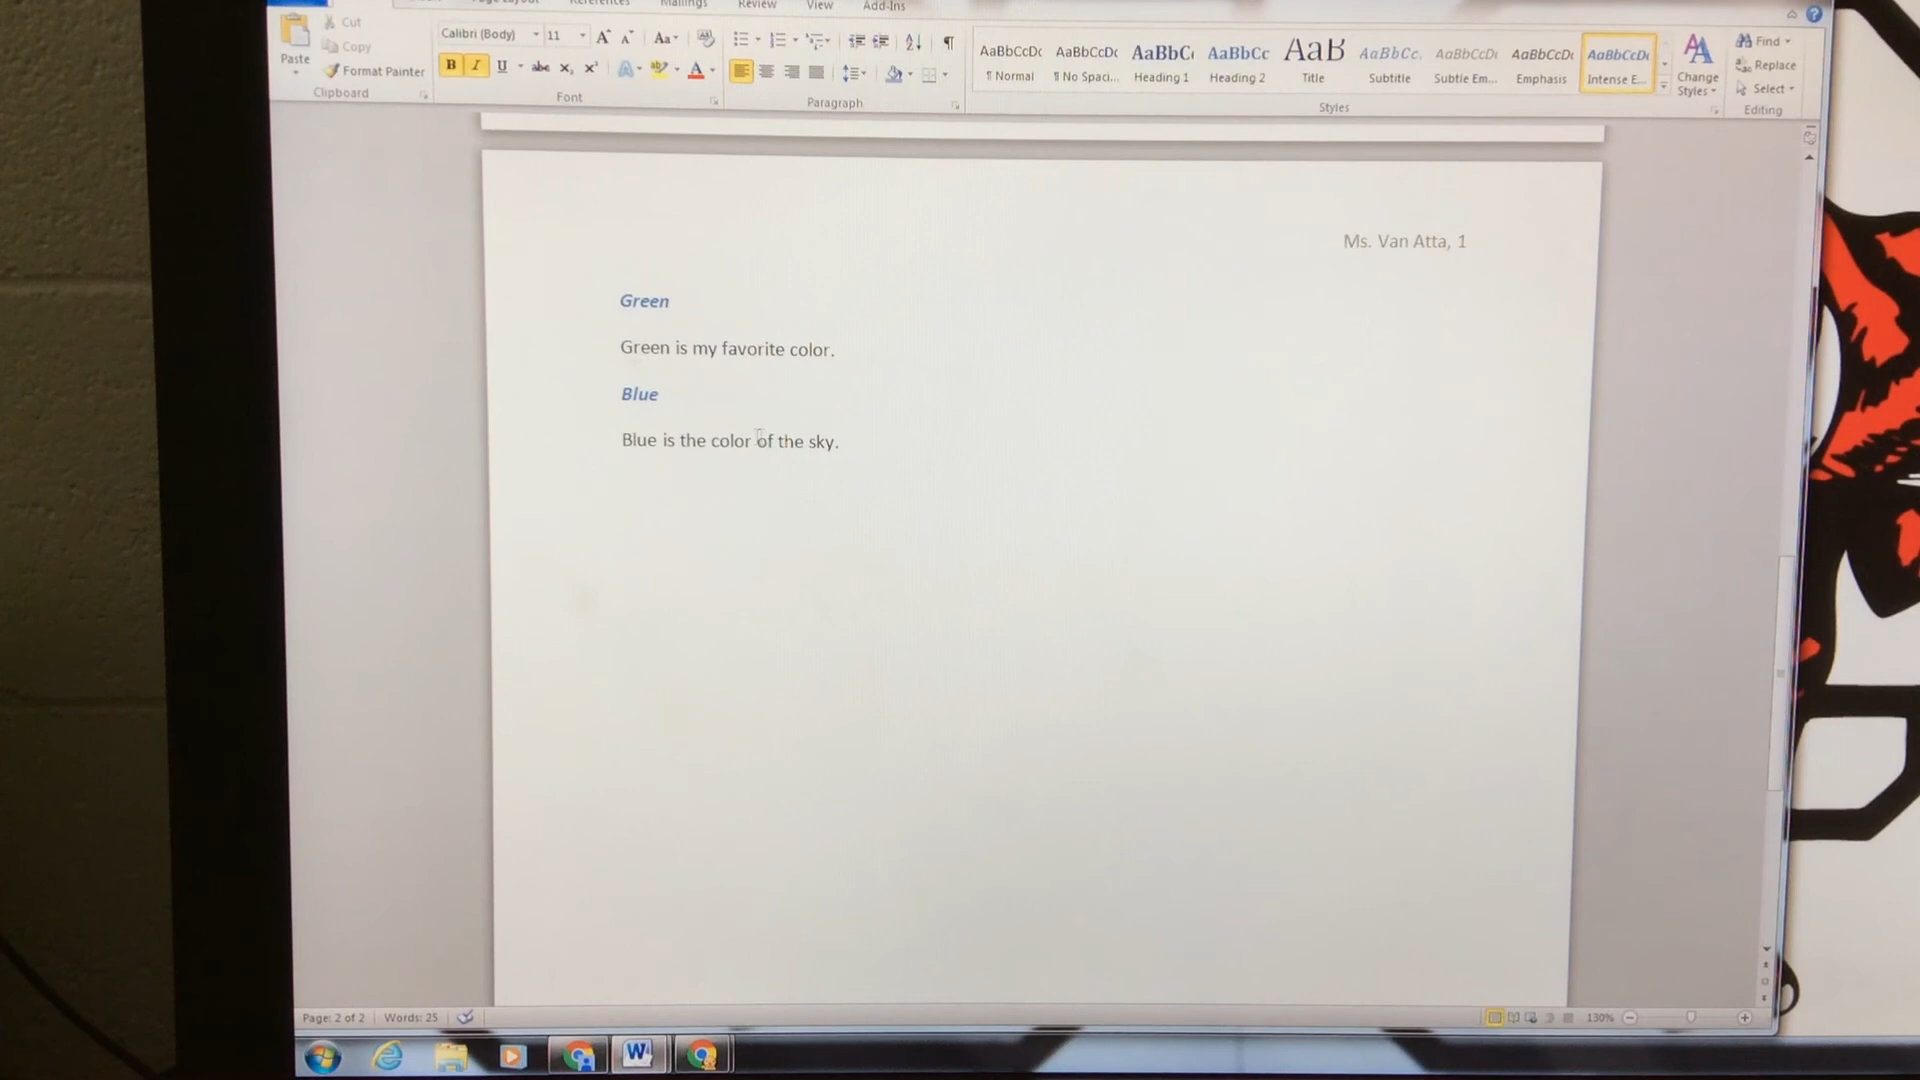 Mailings Review View Add-Ins
Cut
Copy
Paste
Format Painter
Clipboard
Calibri (Body) 11
Font
Paragraph
AaBbCcDc AaBbCcDc AaBbC AaBbCc AaB AaBbCc. AaBbCcDc AaBbCcDc AaBbCcDc
¶ Normal ¶ No Spaci... Heading 1 Heading 2 Title Subtitle Subtle Em... Emphasis Intense E...
Styles
Change
Styles
Find
Replace
Select
Editing
Ms. Van Atta, 1
Green
Green is my favorite color.
Blue
Blue is the color of the sky.
Page: 2 of 2 Words: 25 130%